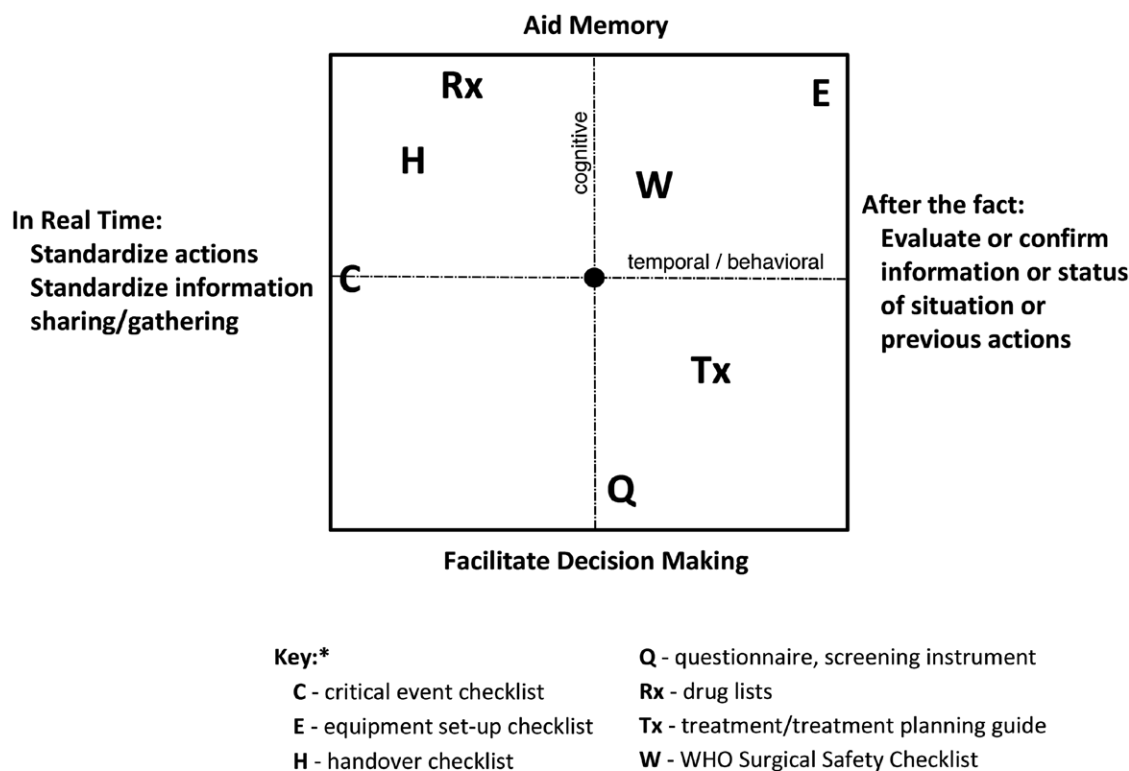 Aid Memory
Rx
E
H
cognitive
W
In Real Time:
Standardize actions
Standardize information
sharing/gathering
After the fact:
Evaluate or confirm
information or status
of situation or
previous actions
temporal / behavioral
C
Tx
Q
Facilitate Decision Making
Key:*
C - critical event checklist
E - equipment set-up checklist
H - handover checklist
Q - questionnaire, screening instrument
Rx - drug lists
Tx - treatment/treatment planning guide
W - WHO Surgical Safety Checklist